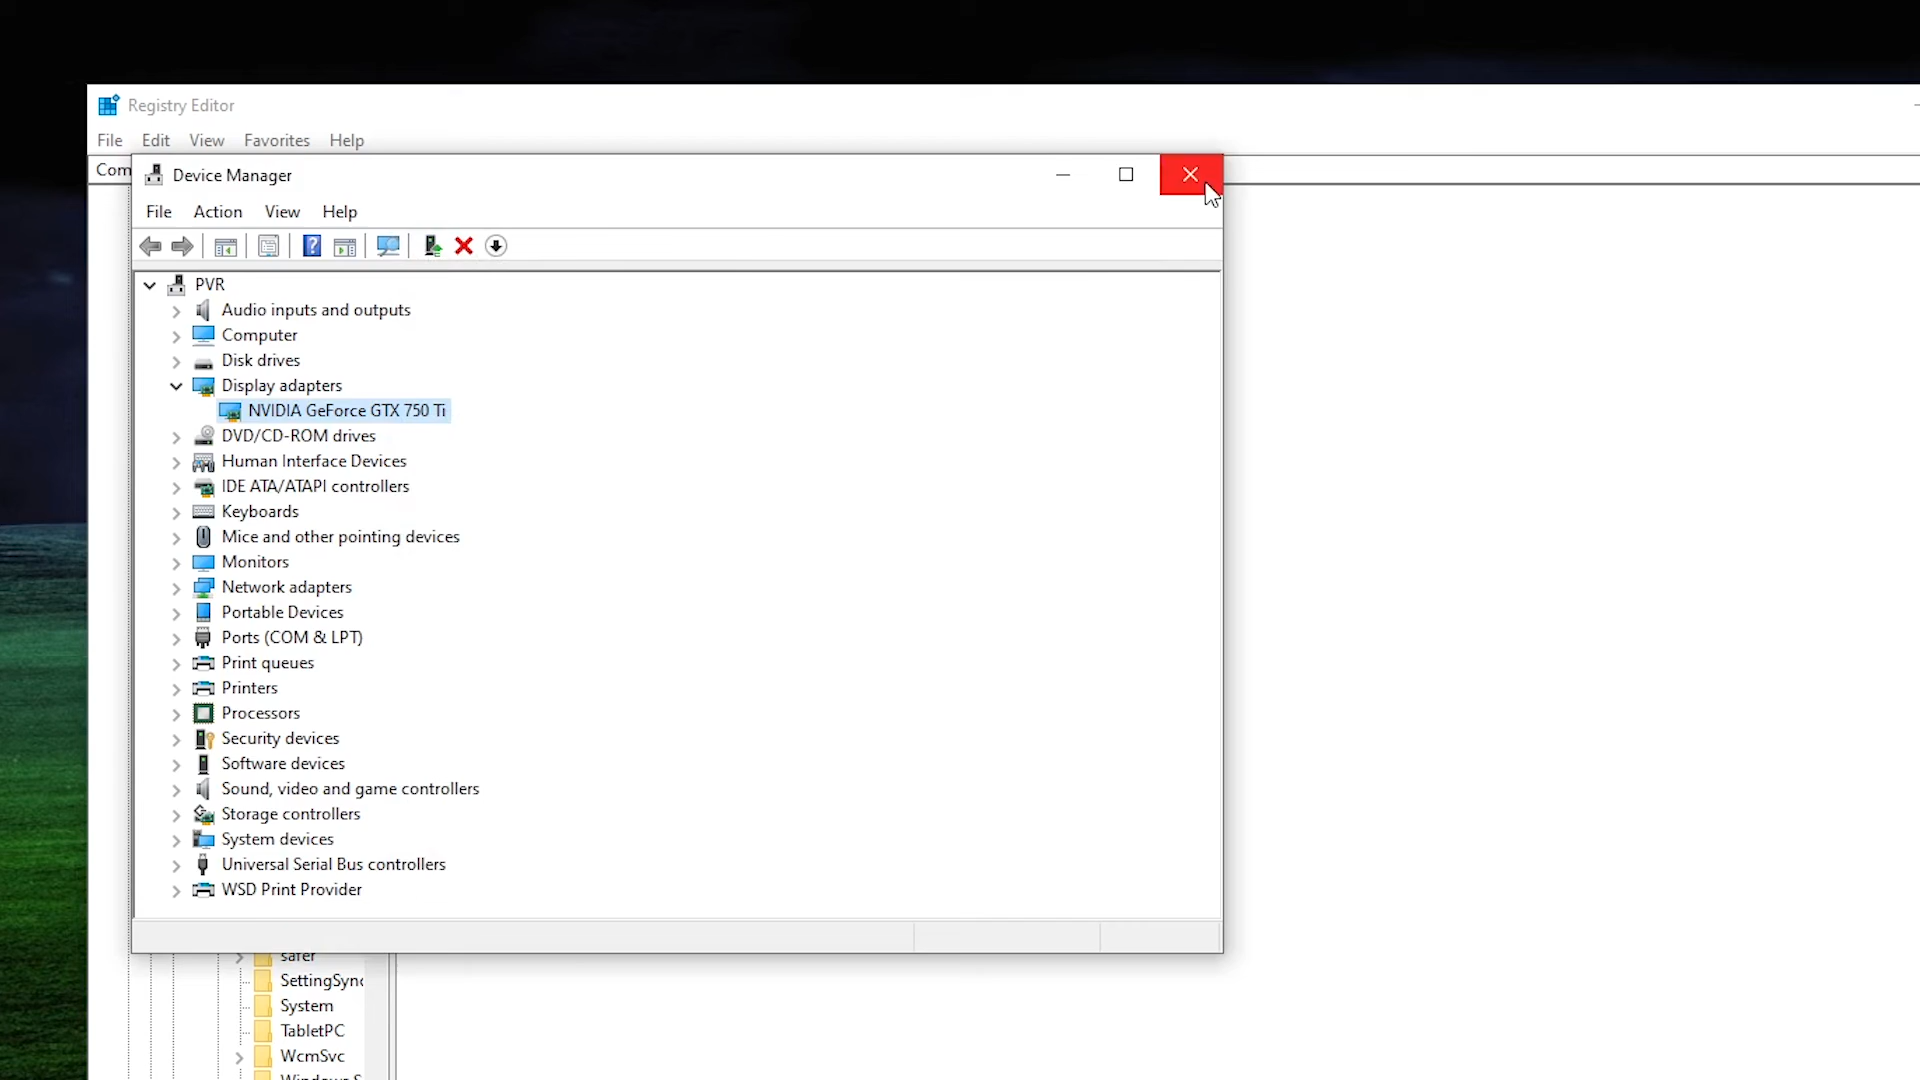 Registry Editor
File Edit View Favorites Help
Com
Device Manager
File Action View Help
PVR
Audio inputs and outputs
Computer
Disk drives
Display adapters
NVIDIA GeForce GTX 750 Ti
DVD/CD-ROM drives
Human Interface Devices
IDE ATA/ATAPI controllers
Keyboards
Mice and other pointing devices
Monitors
Network adapters
Portable Devices
Ports (COM & LPT)
Print queues
Printers
Processors
Security devices
Software devices
Sound, video and game controllers
Storage controllers
System devices
Universal Serial Bus controllers
WSD Print Provider
safer
SettingSync
System
TabletPC
WcmSvc